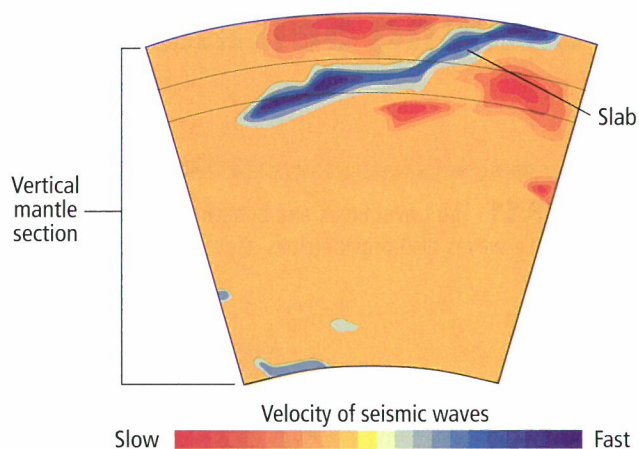 Slab
Vertical
mantle
section
Velocity of seismic waves
Slow
Fast